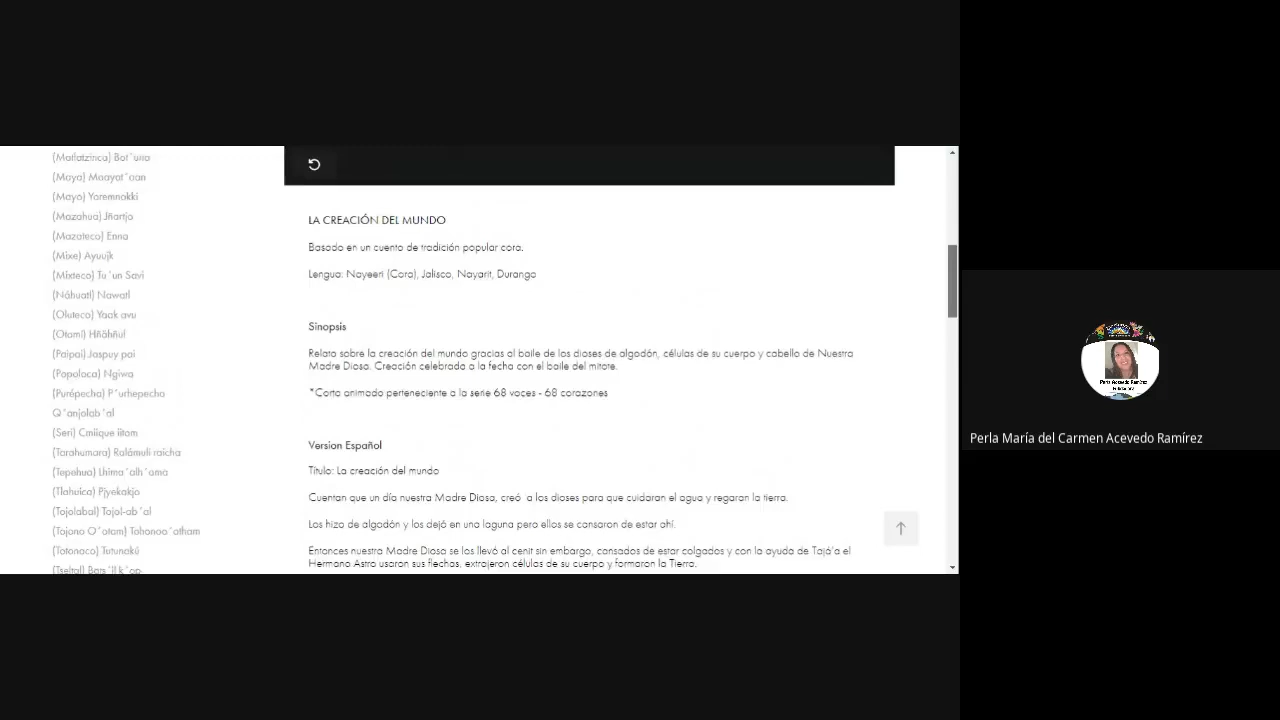 (Matlatzinca) Bot´una
(Maya) Maayat´aan
(Mayo) Yoremnokki
(Mazahua) Jñartjo
(Mazateco) Enna
(Mixe) Ayuujk
(Mixteco) Tu´un Savi
(Náhuatl) Nawatl
(Oluteco) Yaak avu
(Otomí) Hñähñuf
(Paipai) Jaspuy pai
(Popoloca) Ngiwa
(Purépecha) P´urhepecha
Q´anjolab´al
(Seri) Cmiique iitom
(Tarahumara) Ralámuli raicha
(Tepehua) Lhima´alh´ama
(Tlahuica) Pjyekakjo
(Tojolabal) Tojol-ab´al
(Tojono O´otam) Tohonoo´otham
(Totonaco) Tutunakú
(Tseltal) Bats´il k´op
LA CREACIÓN DEL MUNDO
Basado en un cuento de tradición popular cora.
Lengua: Nayeeri (Cora), Jalisco, Nayarit, Durango
Sinopsis
Relato sobre la creación del mundo gracias al baile de los dioses de algodón, células de su cuerpo y cabello de Nuestra
Madre Diosa. Creación celebrada a la fecha con el baile del mitote.
*Corto animado perteneciente a la serie 68 voces - 68 corazones
Version Español
Título: La creación del mundo
Cuentan que un día nuestra Madre Diosa, creó a los dioses para que cuidaran el agua y regaran la tierra.
Los hizo de algodón y los dejó en una laguna pero ellos se cansaron de estar ahí.
Entonces nuestra Madre Diosa se los llevó al cenit sin embargo, cansados de estar colgados y con la ayuda de Tajá'a el
Hermano Astro usaron sus flechas, extrajeron células de su cuerpo y formaron la Tierra.
Perla María del Carmen Acevedo Ramírez